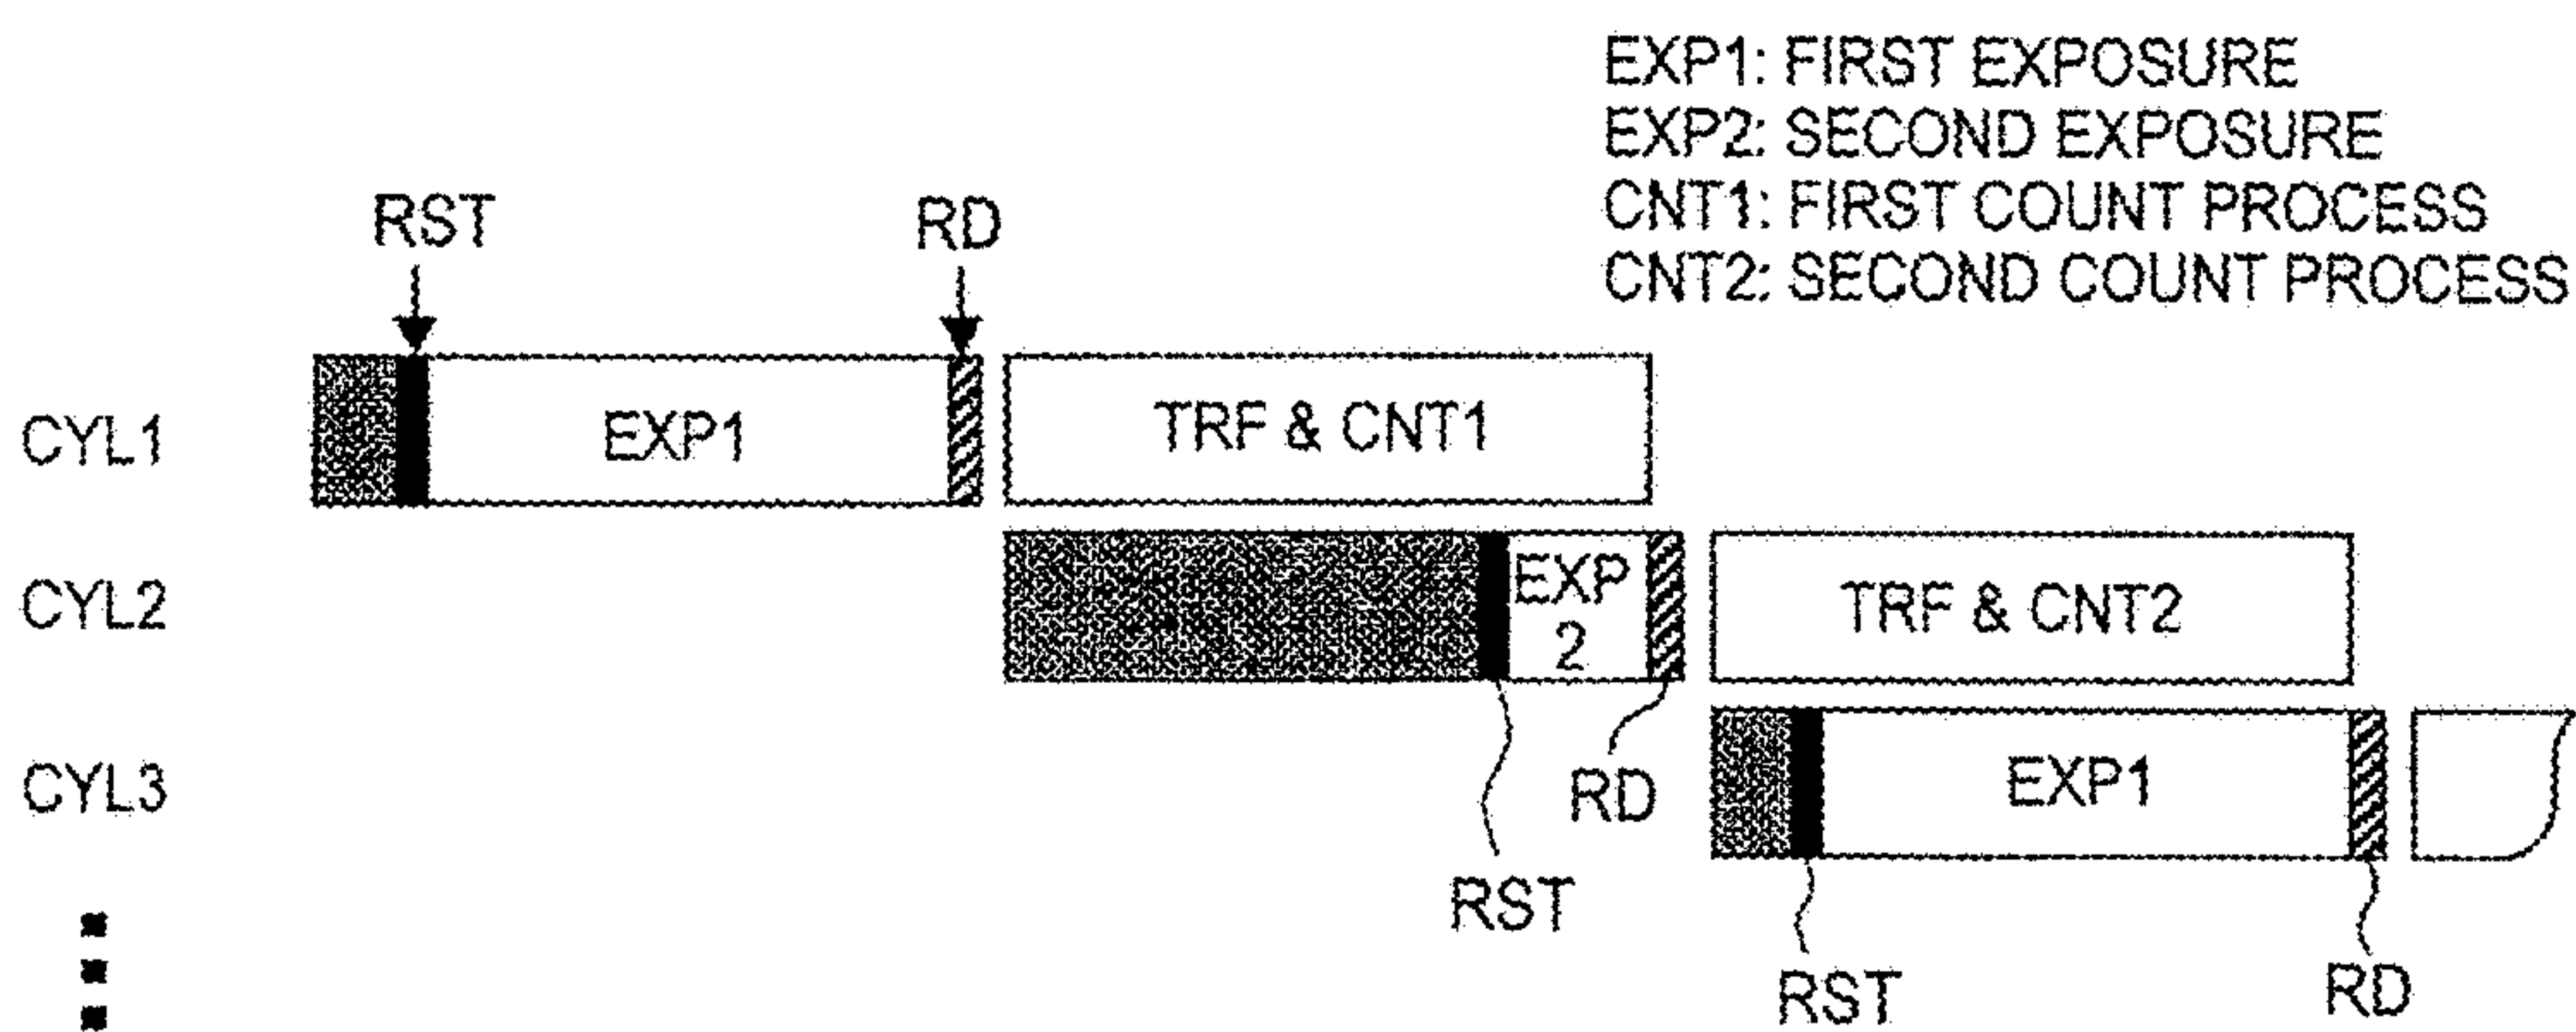 EXP1: FIRST EXPOSURE
EXP2: SECOND EXPOSURE
CNT1: FIRST COUNT PROCESS
CNT2: SECOND COUNT PROCESS
RST
RD
CYL1
EXP1
TRF & CNT1
CYL2
EXP
2
TRF & CNT2
CYL3
RD
EXP1
RST
RST
RD